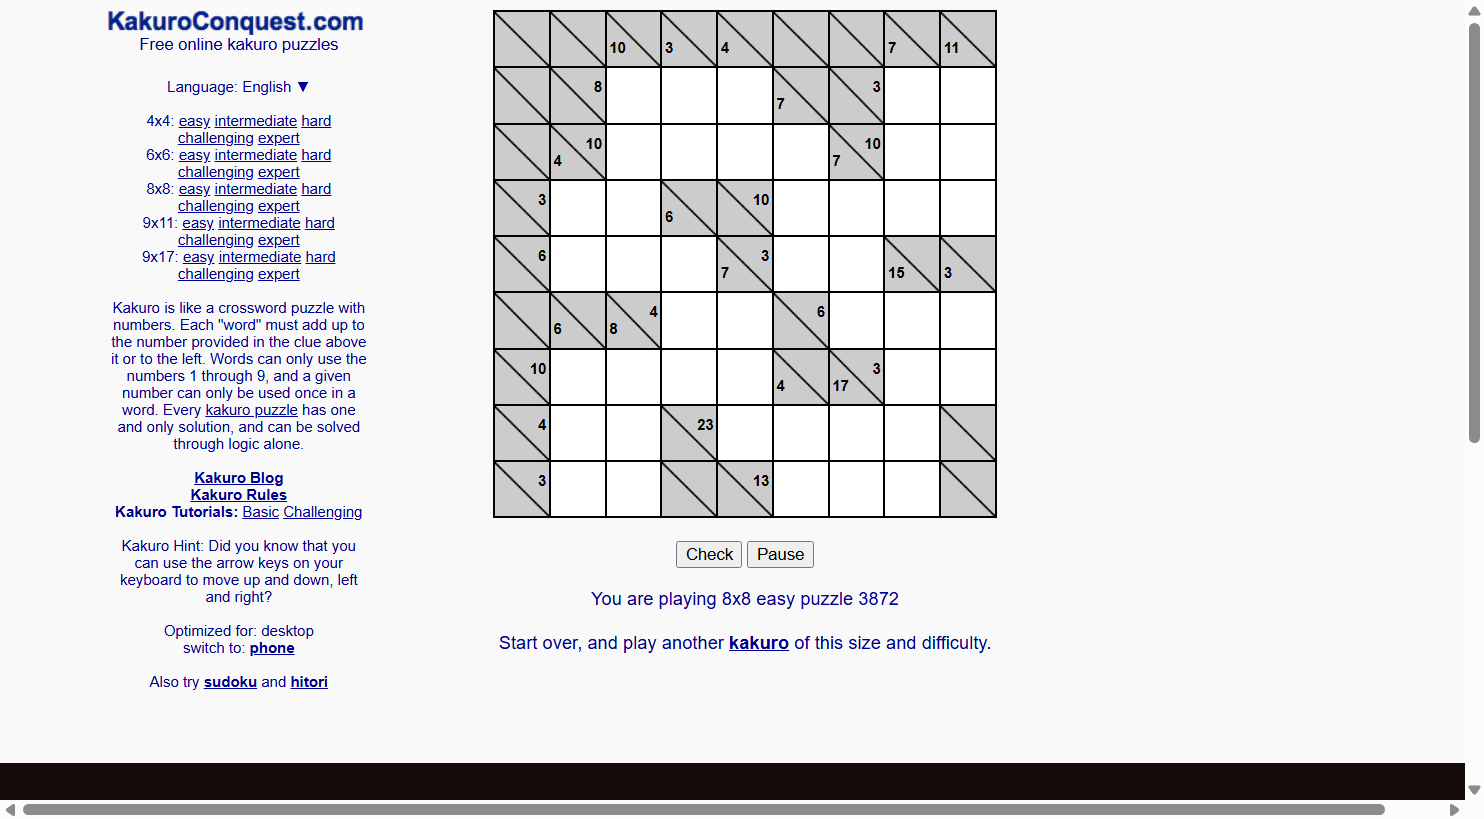 KakuroConquest.com
Free online kakuro puzzles
Language: English ▼
4x4: easy intermediate hard
challenging expert
6x6: easy intermediate hard
challenging expert
8x8: easy intermediate hard
challenging expert
9x11: easy intermediate hard
challenging expert
9x17: easy intermediate hard
challenging expert
Kakuro is like a crossword puzzle with
numbers. Each "word" must add up to
the number provided in the clue above
it or to the left. Words can only use the
numbers 1 through 9, and a given
number can only be used once in a
word. Every kakuro puzzle has one
and only solution, and can be solved
through logic alone.
Kakuro Blog
Kakuro Rules
Kakuro Tutorials: Basic Challenging
Kakuro Hint: Did you know that you
can use the arrow keys on your
keyboard to move up and down, left
and right?
Optimized for: desktop
switch to: phone
Also try sudoku and hitori
10 3 4 7 11
8 7 3
4 10 7 10
3 6 10
6 7 3 15 3
6 8 4 6
10 4 17 3
4 23
3 13
Check Pause
You are playing 8x8 easy puzzle 3872
Start over, and play another kakuro of this size and difficulty.